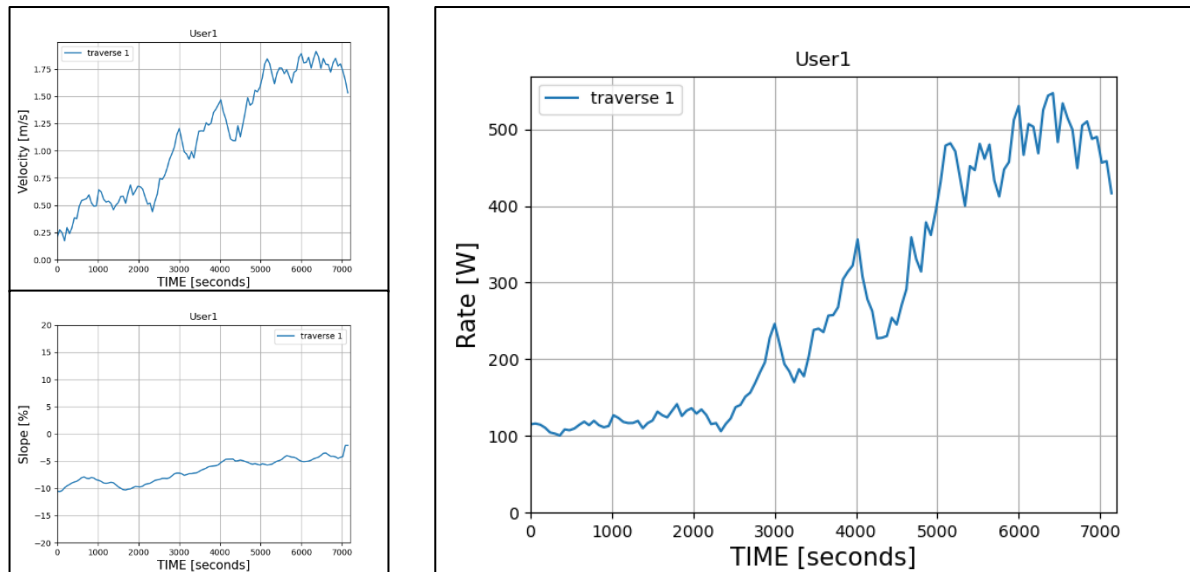 User1
traverse 1
Velocity [m/s]
1.75
1.50
1.25
1.00
0.75
0.50
0.25
0.00
0 1000 2000 3000 4000 5000 6000 7000
TIME [seconds]
User1
traverse 1
Slope [%]
20
15
10
5
0
−5
−10
−15
−20
0 1000 2000 3000 4000 5000 6000 7000
TIME [seconds]
User1
traverse 1
Rate [W]
500
400
300
200
100
0
0 1000 2000 3000 4000 5000 6000 7000
TIME [seconds]